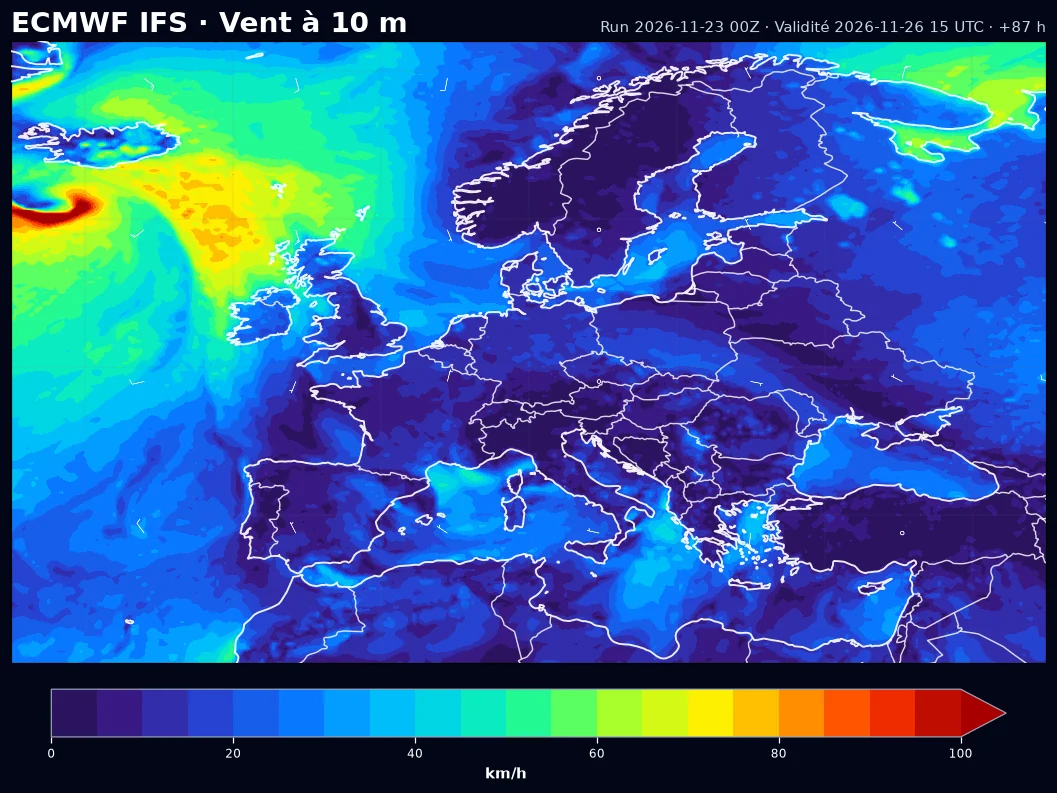 ECMWF IFS · Vent à 10 m
Run 2026-11-23 00Z · Validité 2026-11-26 15 UTC · +87 h
0 20 40 60 80 100
km/h